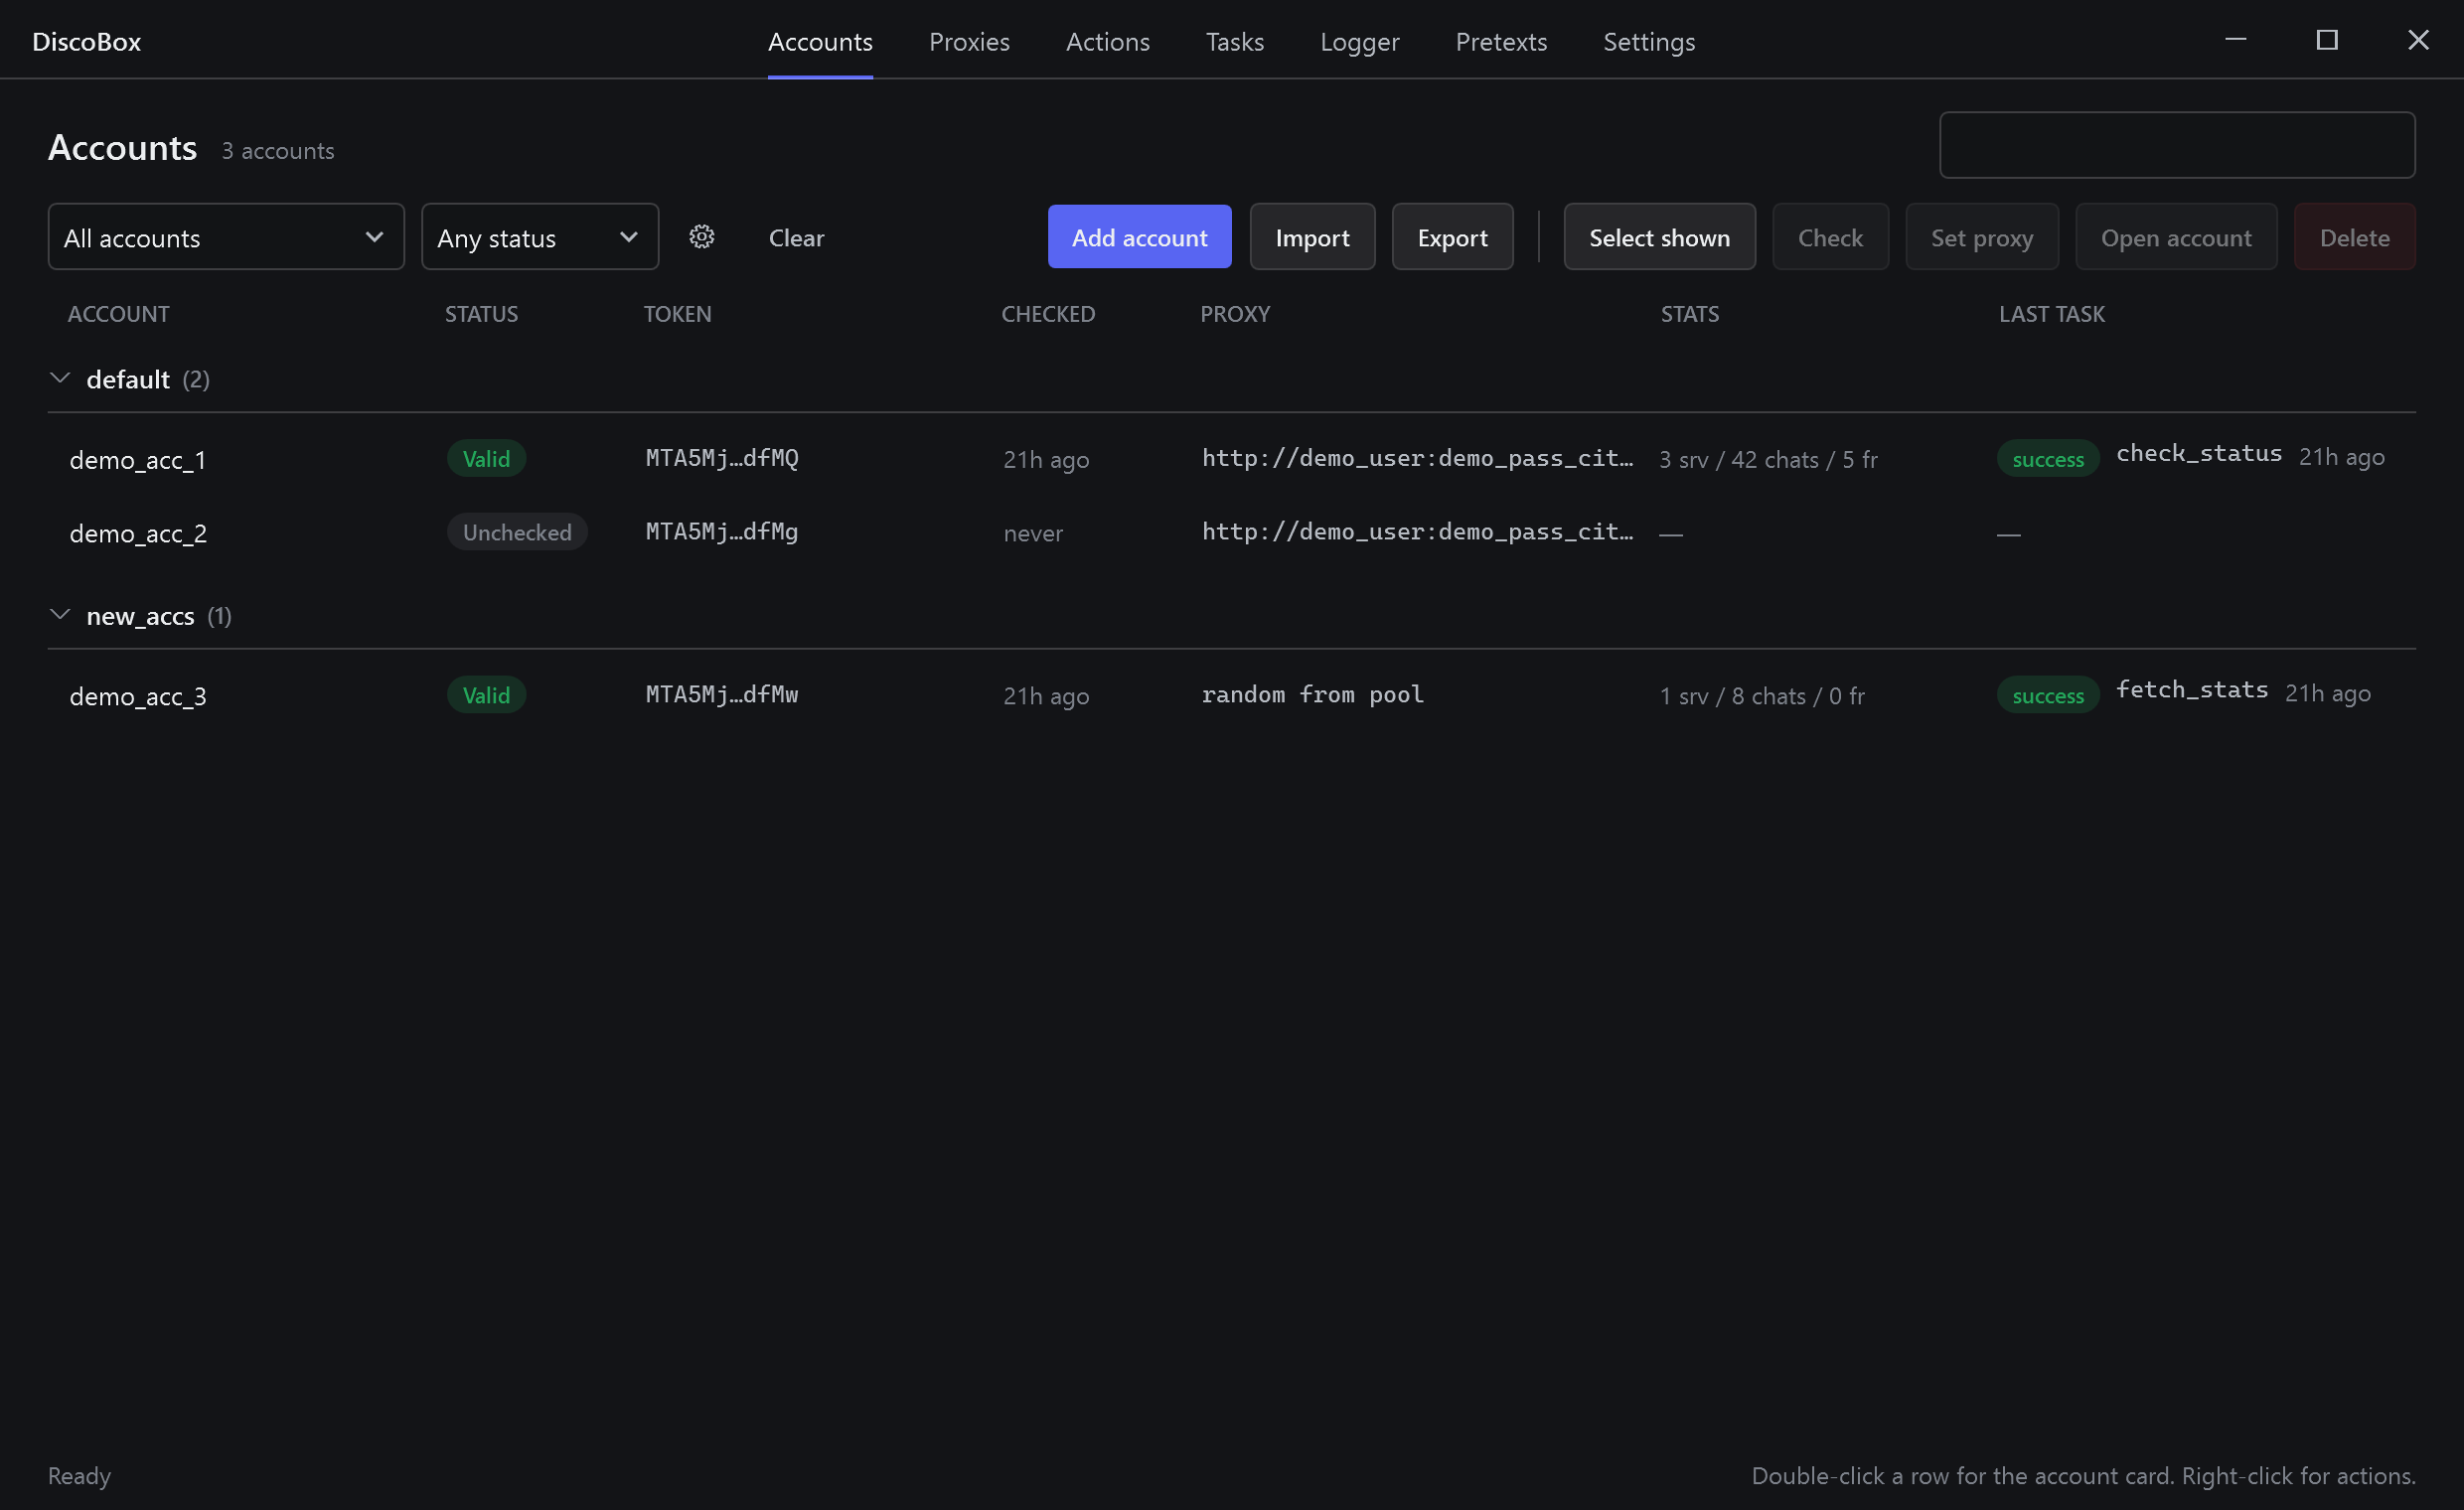 DiscoBox Accounts Proxies Actions Tasks Logger Pretexts Settings
Accounts 3 accounts
All accounts Any status Clear Add account Import Export Select shown Check Set proxy Open account Delete
ACCOUNT STATUS TOKEN CHECKED PROXY STATS LAST TASK
default (2)
demo_acc_1 Valid MTA5Mj…dfMQ 21h ago http://demo_user:demo_pass_cit… 3 srv / 42 chats / 5 fr success check_status 21h ago
demo_acc_2 Unchecked MTA5Mj…dfMg never http://demo_user:demo_pass_cit… — —
new_accs (1)
demo_acc_3 Valid MTA5Mj…dfMw 21h ago random from pool 1 srv / 8 chats / 0 fr success fetch_stats 21h ago
Ready Double-click a row for the account card. Right-click for actions.